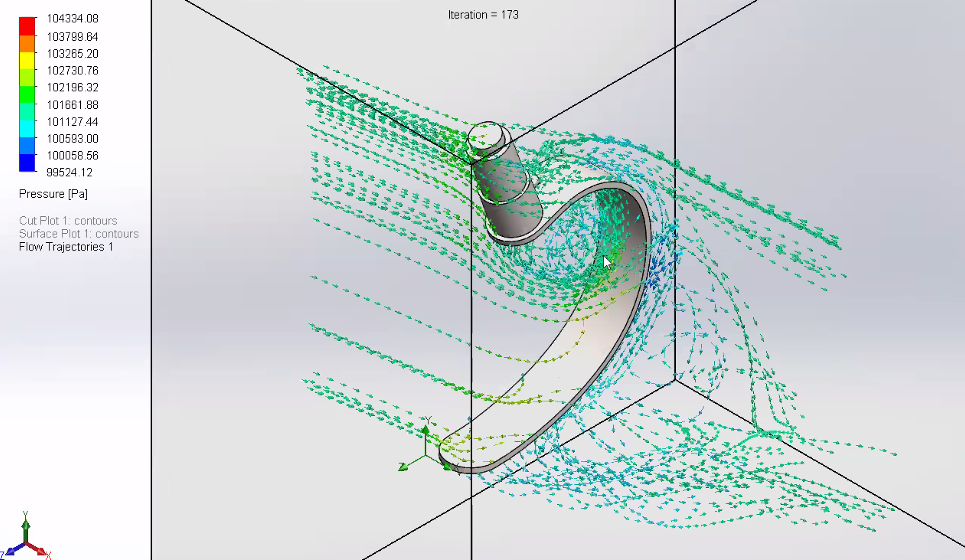 Iteration = 173
104334.08
103799.64
103265.20
102730.76
102196.32
101661.88
101127.44
100593.00
100058.56
99524.12
Pressure [Pa]
Cut Plot 1: contours
Surface Plot 1: contours
Flow Trajectories 1
Y
Y
Z
X